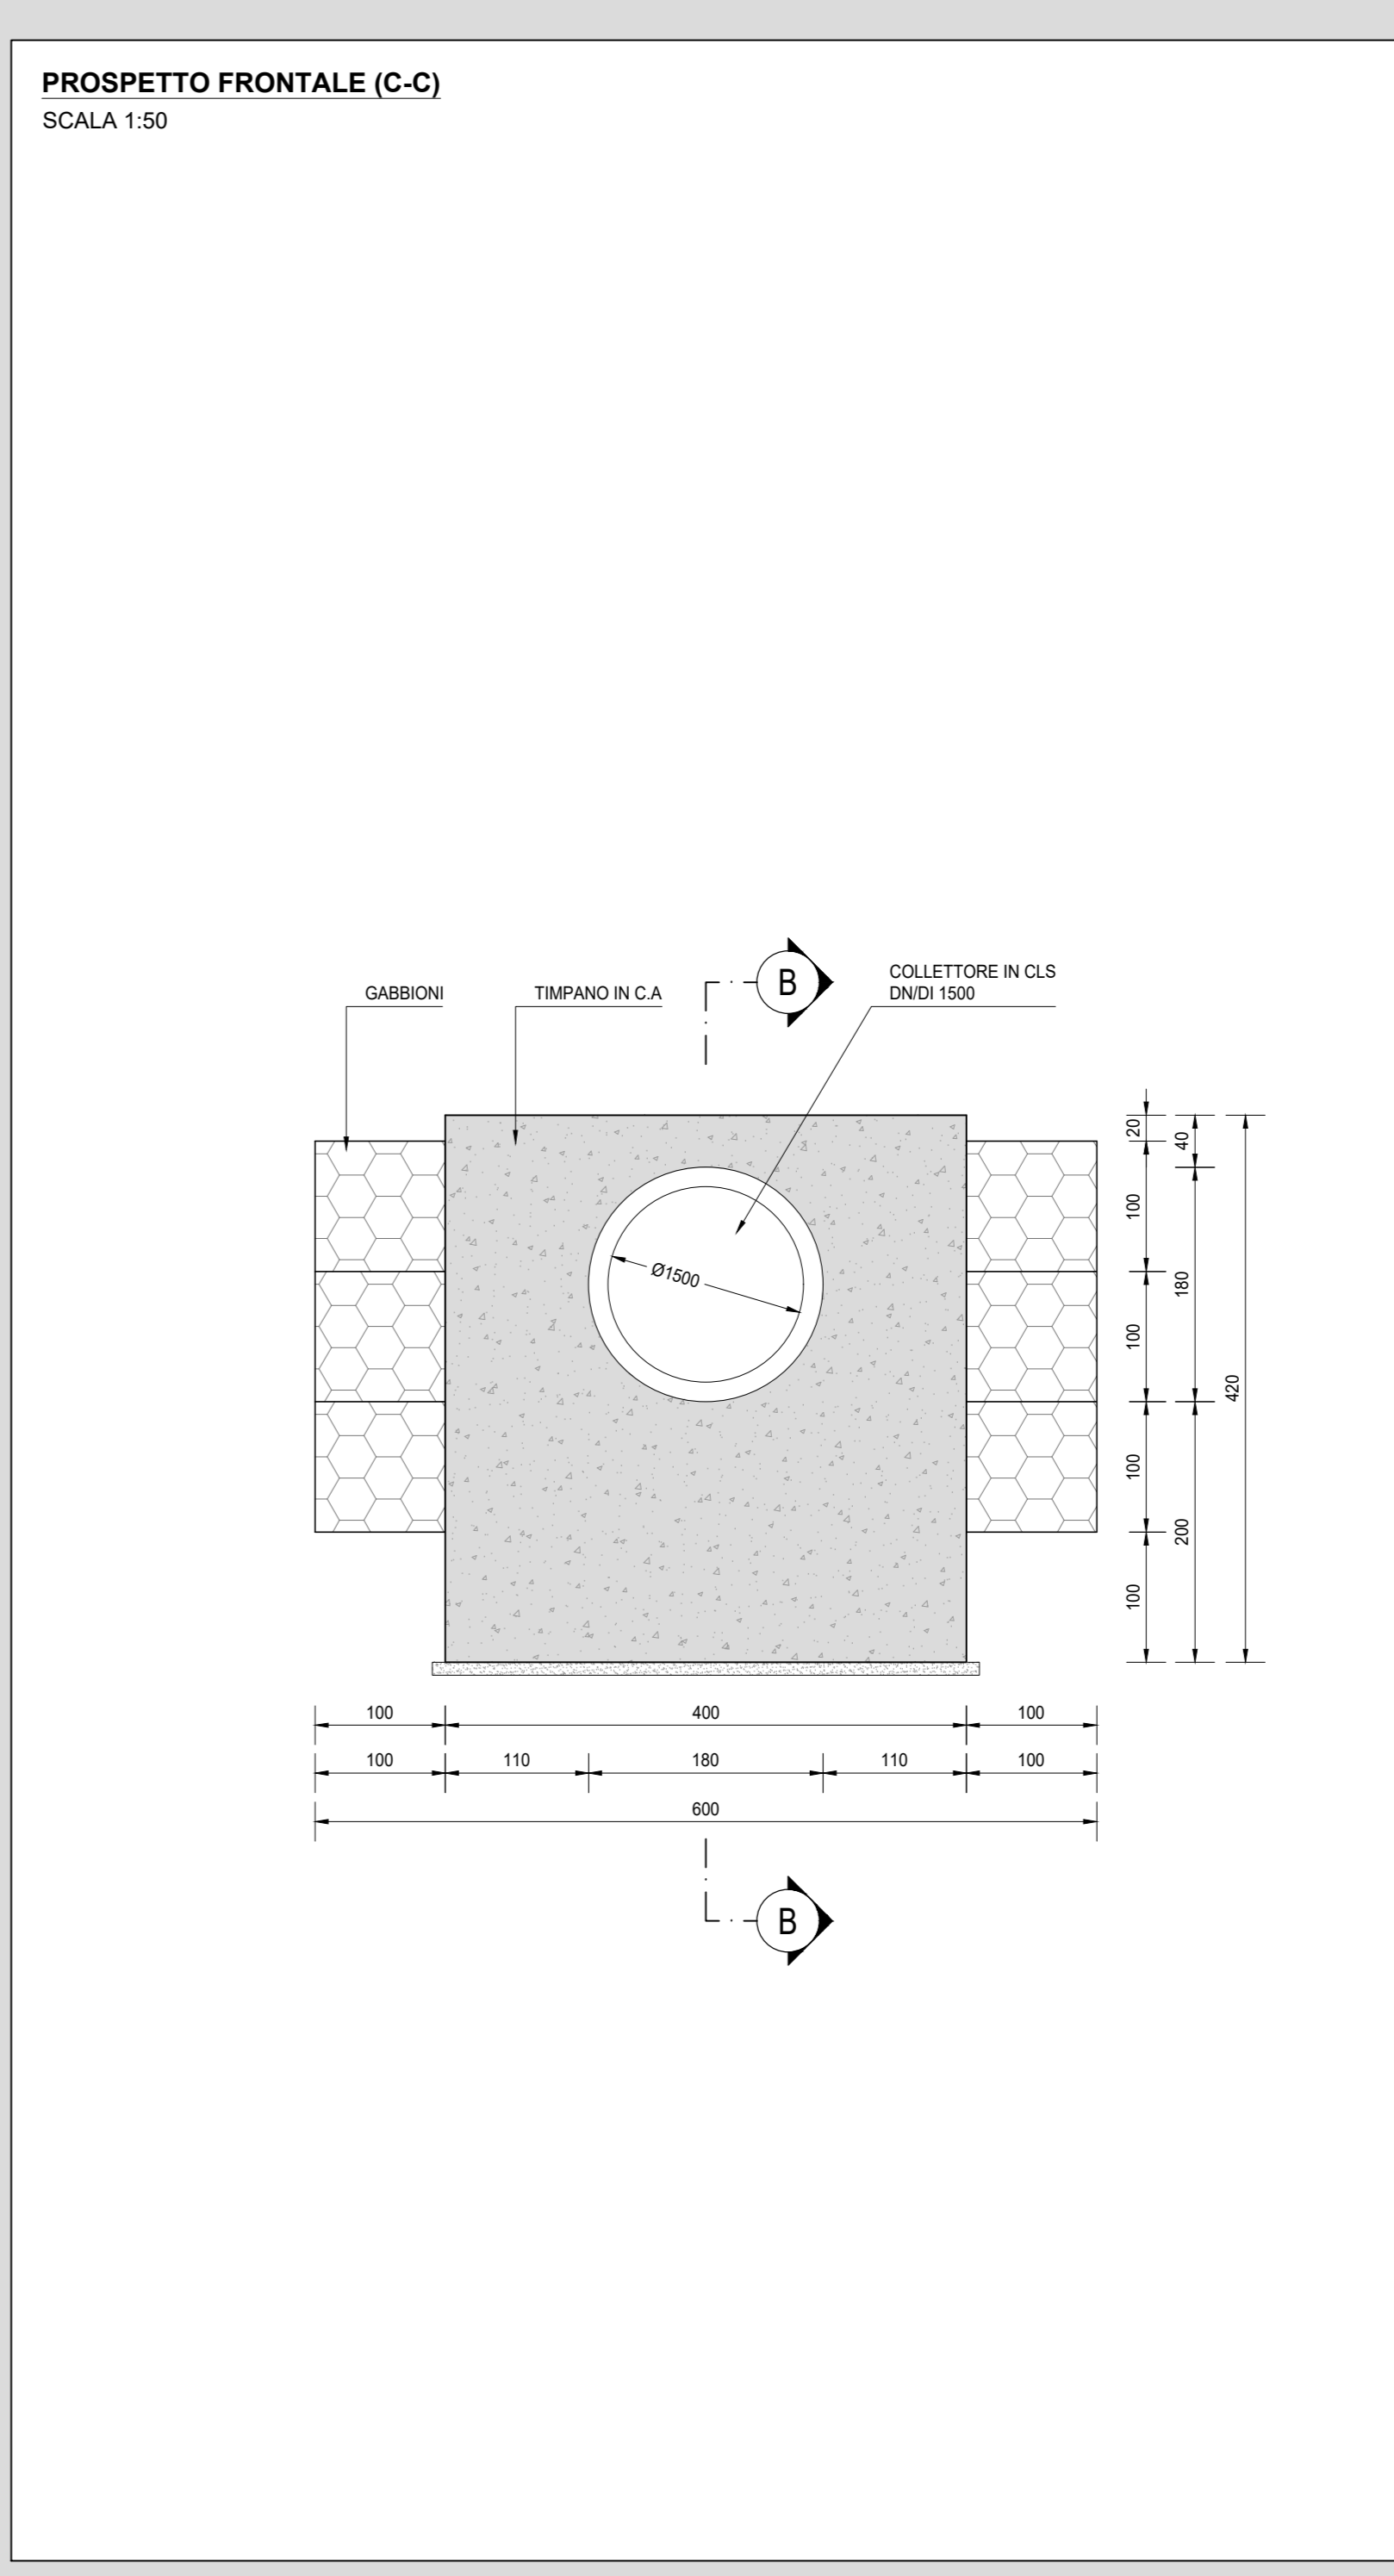 PROSPETTO FRONTALE (C-C)
SCALA 1:50
B
COLLETTORE IN CLS
DN/DI 1500
GABBIONI
TIMPANO IN C.A
Ø1500
20
100
100
100
100
40
180
200
420
100 400 100
100 110 180 110 100
600
B